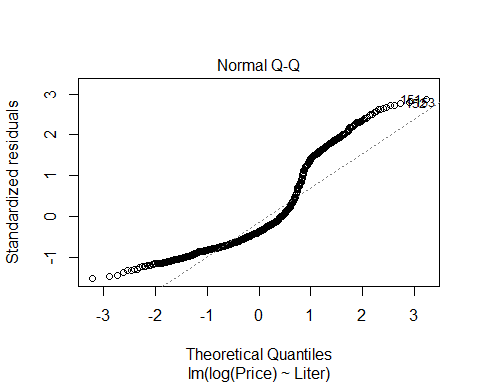 Normal Q-Q
Standardized residuals
3
2
1
0
-1
-3 -2 -1 0 1 2 3
Theoretical Quantiles
lm(log(Price) ~ Liter)